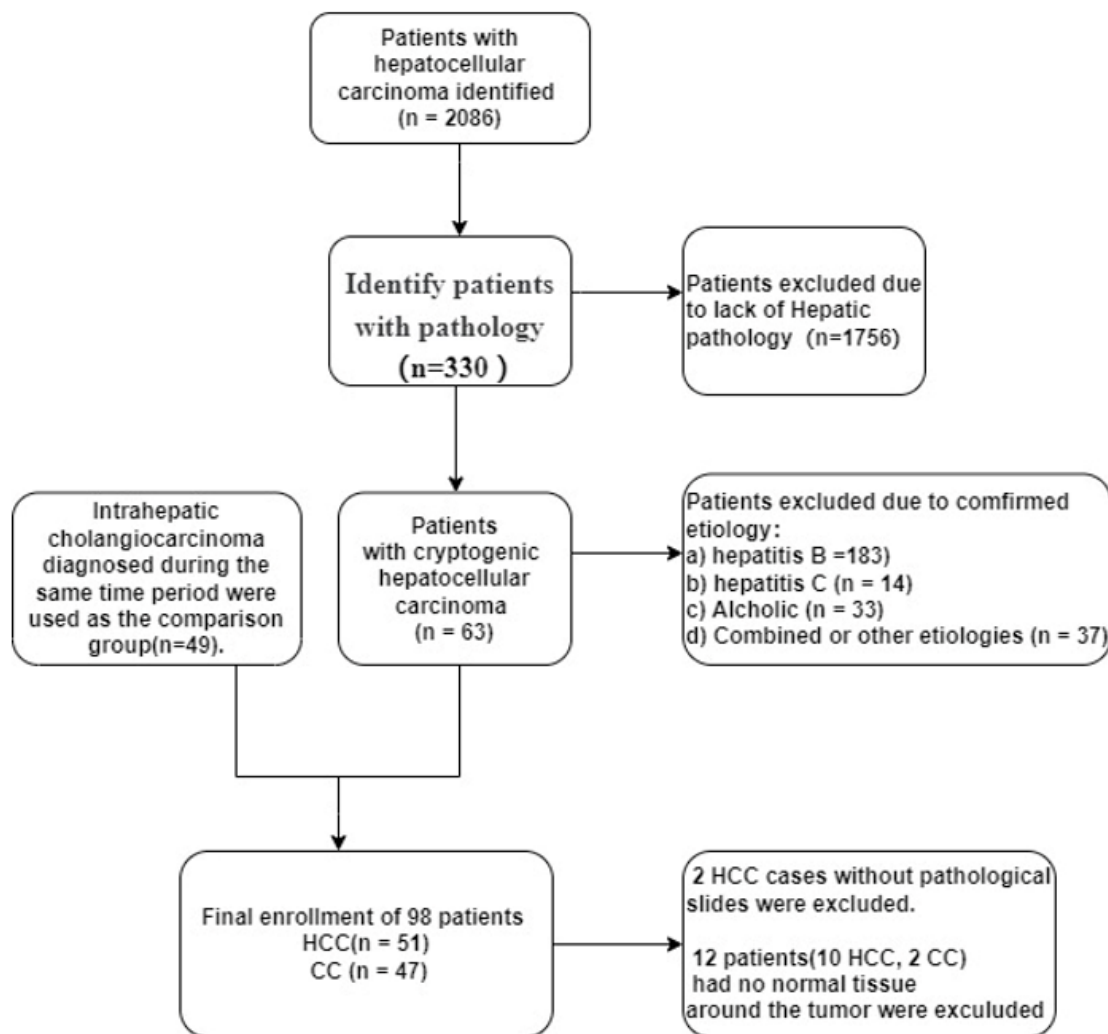 Patients with
hepatocellular
carcinoma identified
(n = 2086)
Identify patients
with pathology
(n=330 )
Patients excluded due
to lack of Hepatic
pathology (n=1756)
Intrahepatic
cholangiocarcinoma
diagnosed during the
same time period were
used as the comparison
group(n=49).
Patients
with cryptogenic
hepatocellular
carcinoma
(n = 63)
Patients excluded due to comfirmed
etiology:
a) hepatitis B =183)
b) hepatitis C (n = 14)
c) Alcholic (n = 33)
d) Combined or other etiologies (n = 37)
Final enrollment of 98 patients
HCC(n = 51)
CC (n = 47)
2 HCC cases without pathological
slides were excluded.
12 patients(10 HCC, 2 CC)
had no normal tissue
around the tumor were exculuded